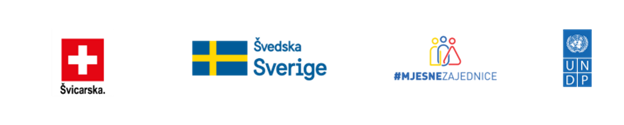 Švicarska.
Švedska
Sverige
#MJESNEZAJEDNICE
U N
D P